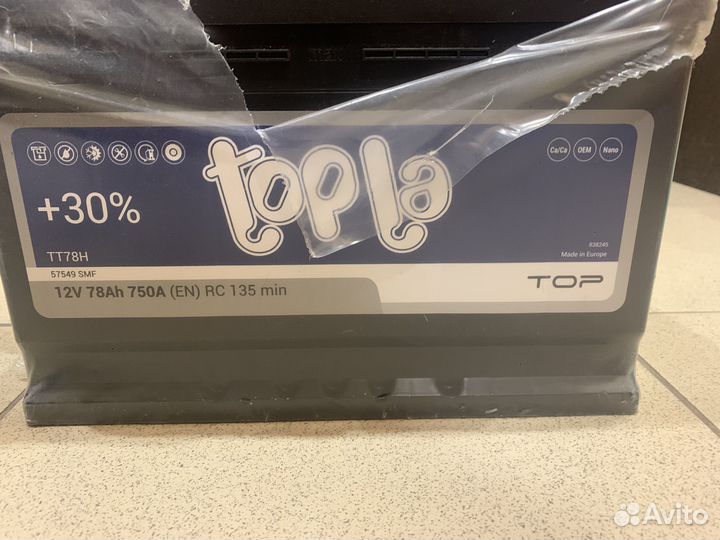 topla
Ca/Ca OEM Nano
+30%
TT78H
838245
Made in Europe
57549 SMF
12V 78Ah 750A (EN) RC 135 min
TOP
Avito